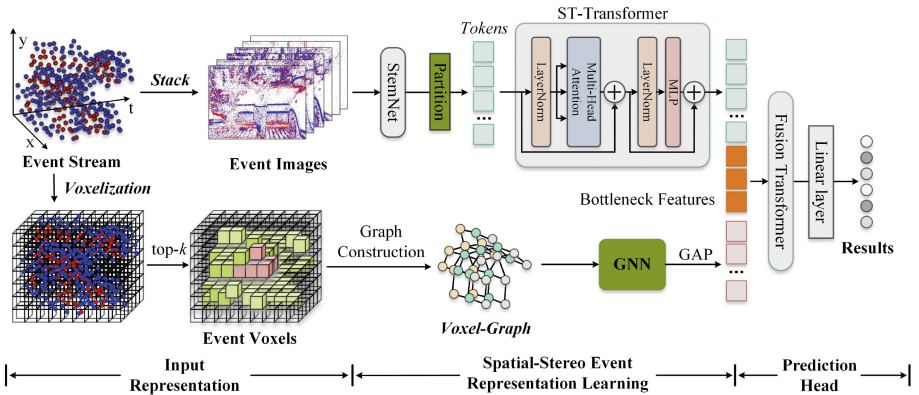 ST-Transformer
Tokens
y
t
x
Event Stream
Stack
Event Images
StemNet
Partition
...
LayerNorm
Multi-Head
Attention
LayerNorm
MLP
...
Voxelization
top-k
Event Voxels
Graph
Construction
Voxel-Graph
GNN
GAP
Bottleneck Features
...
Fusion Transformer
Linear layer
Results
Input
Representation
Spatial-Stereo Event
Representation Learning
Prediction
Head